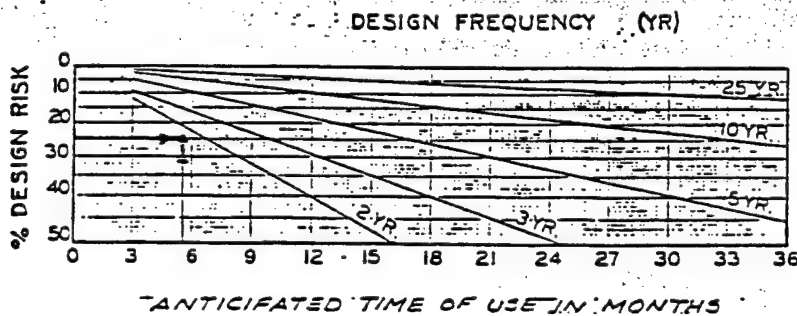 DESIGN FREQUENCY (YR)
% DESIGN RISK
0
10
20
30
40
50
25 YR.
10 YR.
5 YR.
3 YR.
2 YR.
0 3 6 9 12 15 18 21 24 27 30 33 36
ANTICIFATED TIME OF USE IN MONTHS